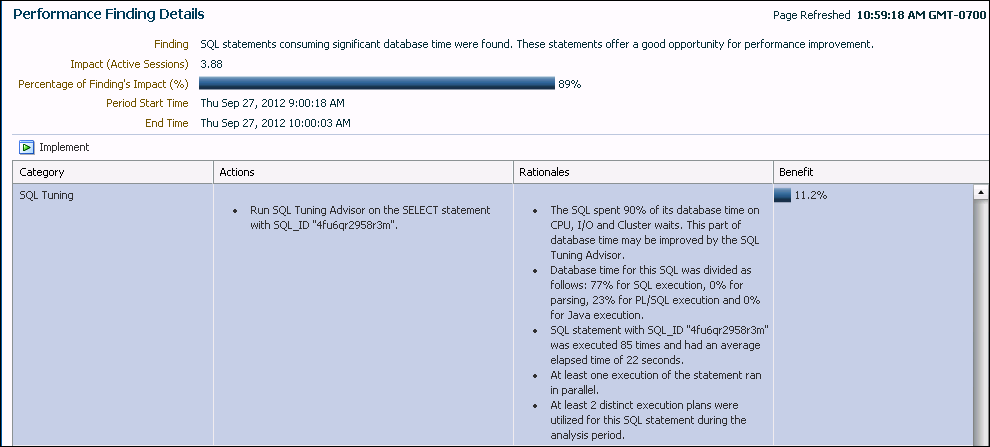 Performance Finding Details
Page Refreshed 10:59:18 AM GMT-0700
Finding SQL statements consuming significant database time were found. These statements offer a good opportunity for performance improvement.
Impact (Active Sessions) 3.88
Percentage of Finding's Impact (%) 89%
Period Start Time Thu Sep 27, 2012 9:00:18 AM
End Time Thu Sep 27, 2012 10:00:03 AM
Implement
Category Actions Rationales Benefit
SQL Tuning
• Run SQL Tuning Advisor on the SELECT statement
with SQL_ID "4fu6qr2958r3m".
• The SQL spent 90% of its database time on
CPU, I/O and Cluster waits. This part of
database time may be improved by the SQL
Tuning Advisor.
• Database time for this SQL was divided as
follows: 77% for SQL execution, 0% for
parsing, 23% for PL/SQL execution and 0%
for Java execution.
• SQL statement with SQL_ID "4fu6qr2958r3m"
was executed 85 times and had an average
elapsed time of 22 seconds.
• At least one execution of the statement ran
in parallel.
• At least 2 distinct execution plans were
utilized for this SQL statement during the
analysis period.
11.2%